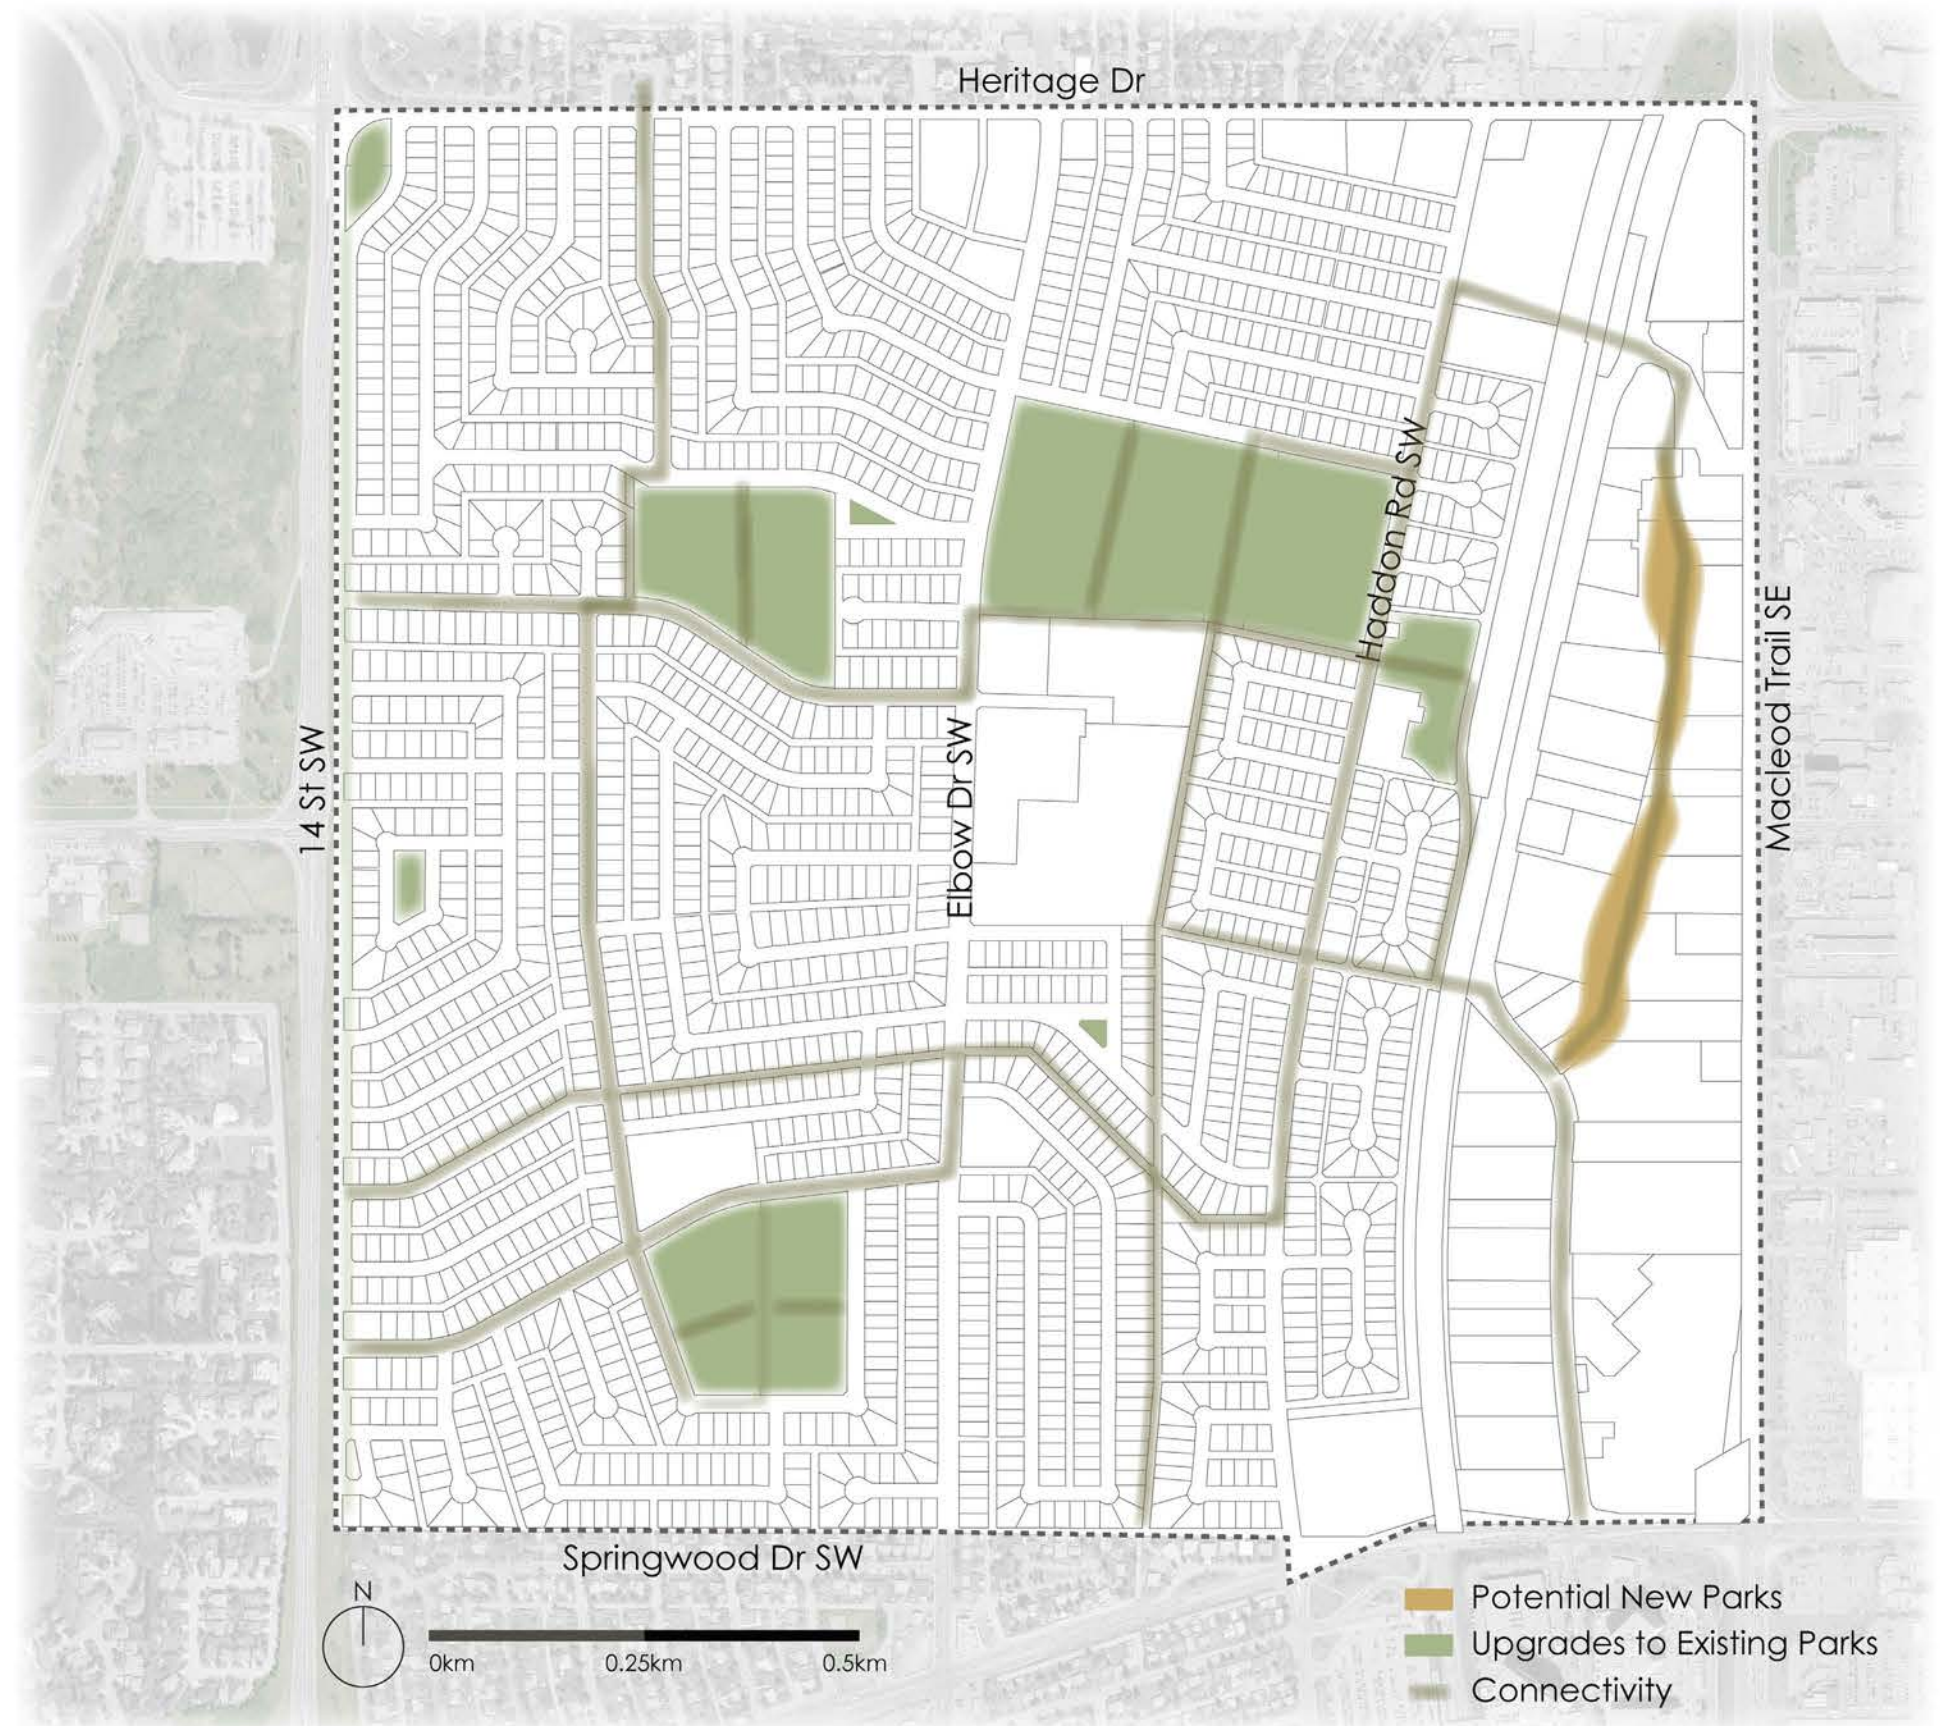 Heritage Dr
Haddon Rd SW
Macleod Trail SE
14 St SW
Elbow Dr SW
Springwood Dr SW
N
0km 0.25km 0.5km
Potential New Parks
Upgrades to Existing Parks
Connectivity